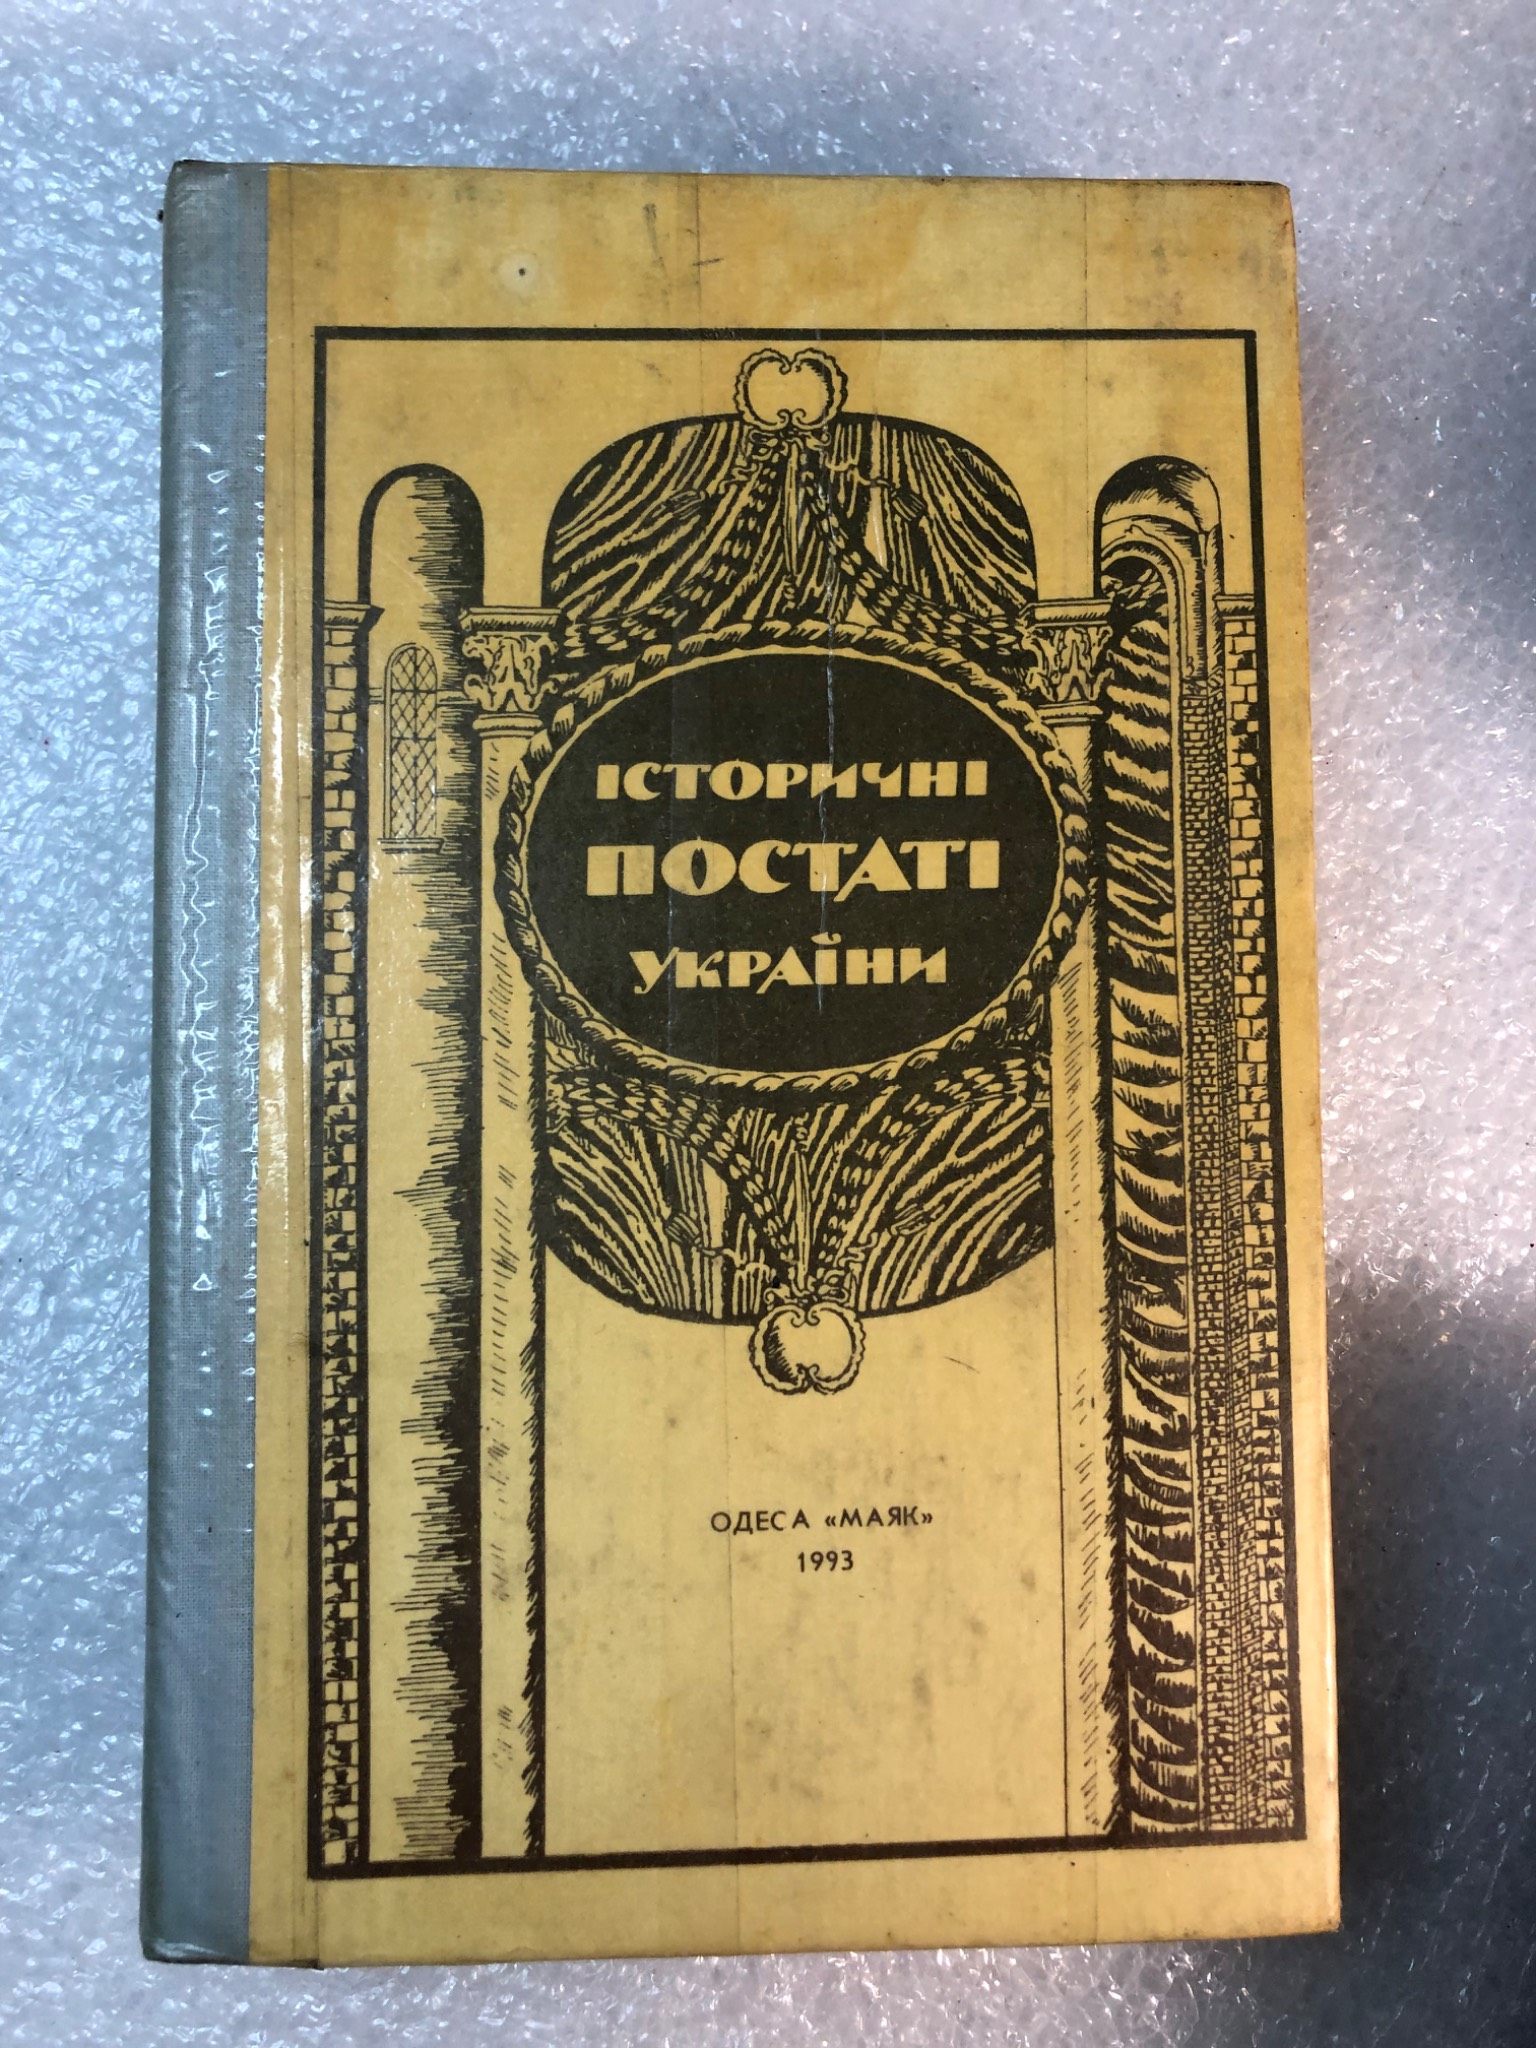 ІСТОРИЧНІ
ПОСТАТІ
УКРАЇНИ
ОДЕСА «МАЯК»
1993